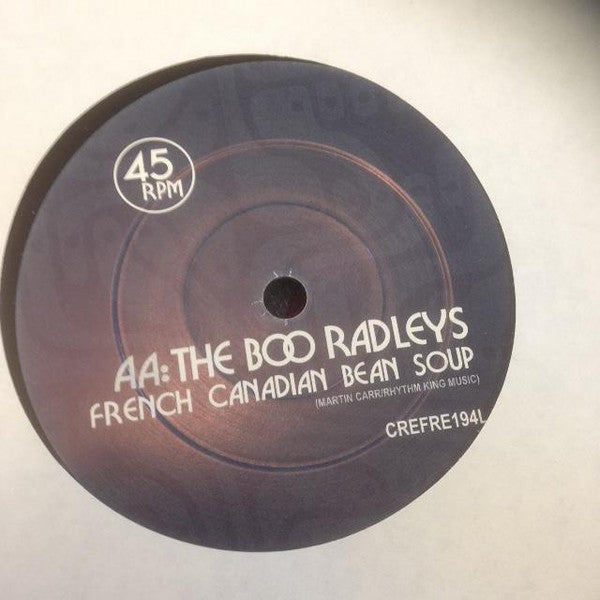 45
RPM
AA: THE BOO RADLEYS
FRENCH CANADIAN BEAN SOUP
(MARTIN CARR/RHYTHM KING MUSIC)
CREFRE194L